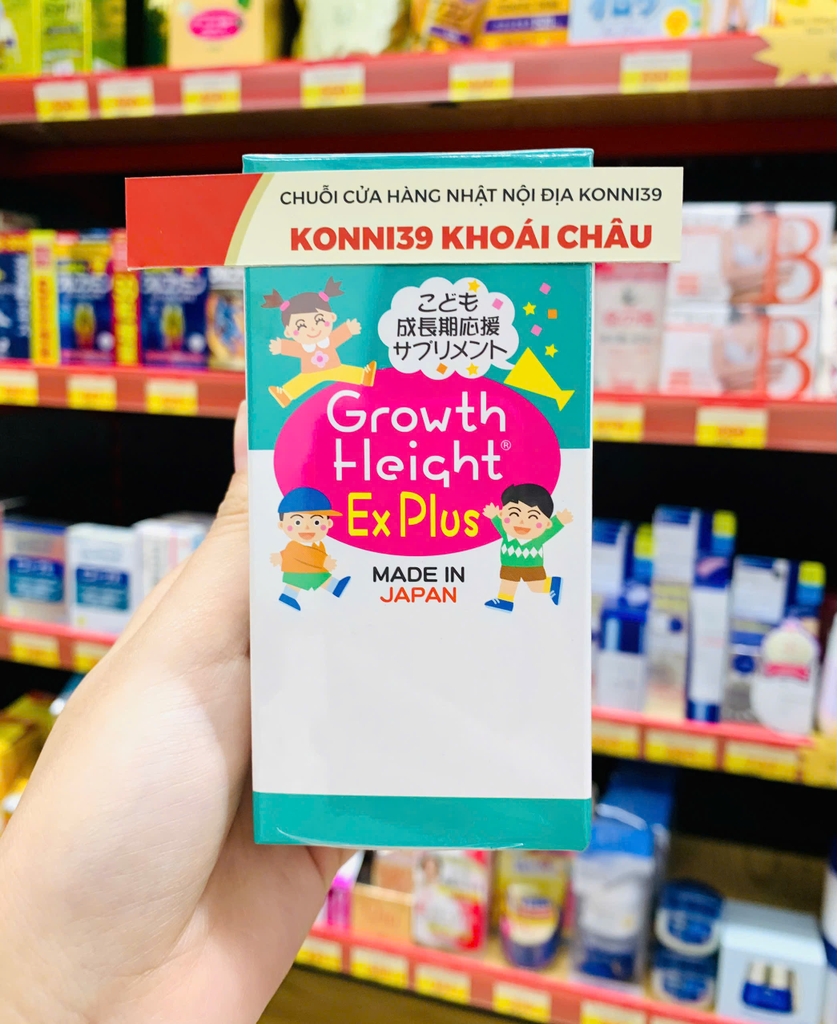 CHUỖI CỬA HÀNG NHẬT NỘI ĐỊA KONNI39
KONNI39 KHOÁI CHÂU
こども
成長期応援
サプリメント
Growth
Height®
Ex Plus
MADE IN
JAPAN